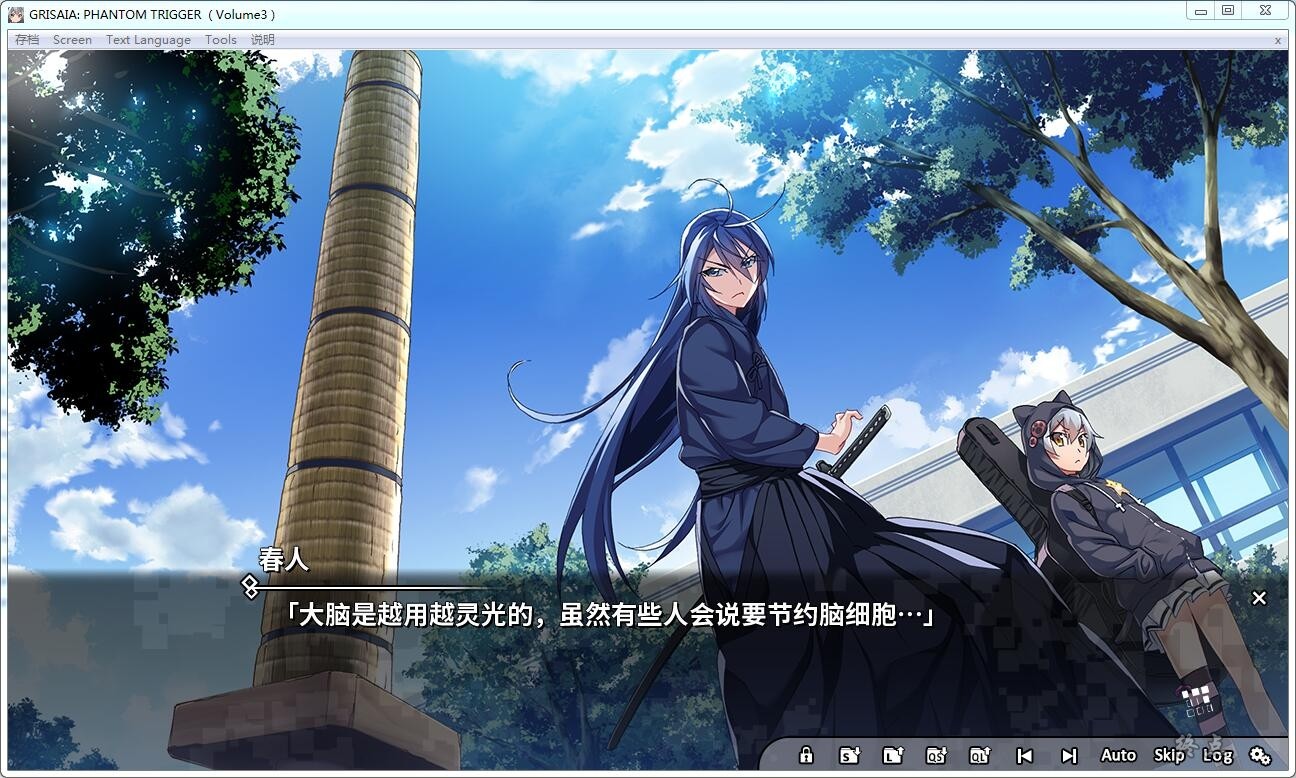 GRISAIA: PHANTOM TRIGGER （ Volume3 ）
存档 Screen Text Language Tools 说明
x
春人
「大脑是越用越灵光的，虽然有些人会说要节约脑细胞…」
S L QS QL Auto Skip Log